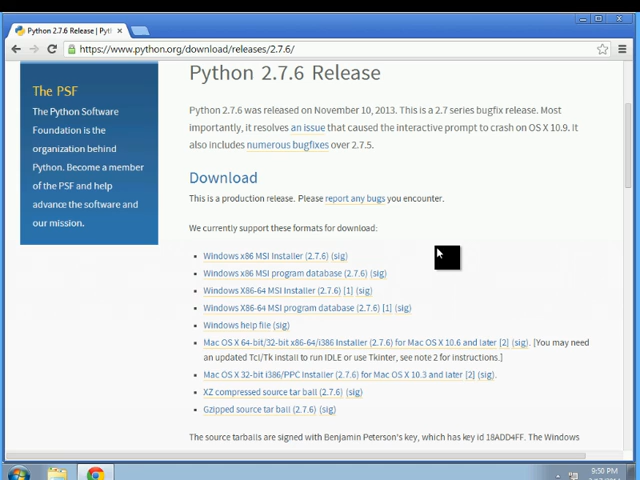 Python 2.7.6 Release | Pyt
https://www.python.org/download/releases/2.7.6/
The PSF
The Python Software
Foundation is the
organization behind
Python. Become a member
of the PSF and help
advance the software and
our mission.
Python 2.7.6 Release
Python 2.7.6 was released on November 10, 2013. This is a 2.7 series bugfix release. Most
importantly, it resolves an issue that caused the interactive prompt to crash on OS X 10.9. It
also includes numerous bugfixes over 2.7.5.
Download
This is a production release. Please report any bugs you encounter.
We currently support these formats for download:
Windows x86 MSI Installer (2.7.6) (sig)
Windows x86 MSI program database (2.7.6) (sig)
Windows X86-64 MSI Installer (2.7.6) [1] (sig)
Windows X86-64 MSI program database (2.7.6) [1] (sig)
Windows help file (sig)
Mac OS X 64-bit/32-bit x86-64/i386 Installer (2.7.6) for Mac OS X 10.6 and later [2] (sig). [You may need
an updated Tcl/Tk install to run IDLE or use Tkinter, see note 2 for instructions.]
Mac OS X 32-bit i386/PPC Installer (2.7.6) for Mac OS X 10.3 and later [2] (sig).
XZ compressed source tar ball (2.7.6) (sig)
Gzipped source tar ball (2.7.6) (sig)
The source tarballs are signed with Benjamin Peterson's key, which has key id 18ADD4FF. The Windows
9:50 PM